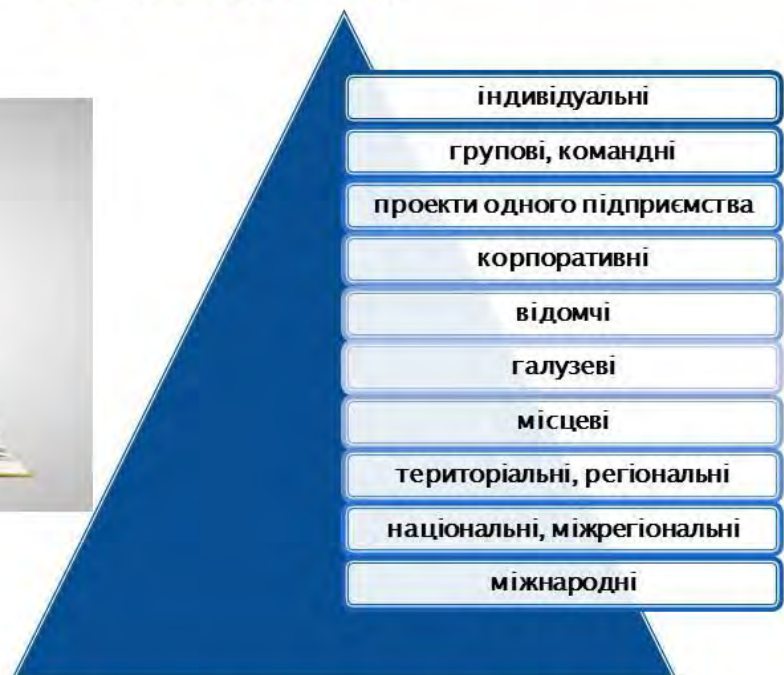 індивідуальні
групові, командні
проекти одного підприємства
корпоративні
відомчі
галузеві
місцеві
територіальні, регіональні
національні, міжрегіональні
міжнародні